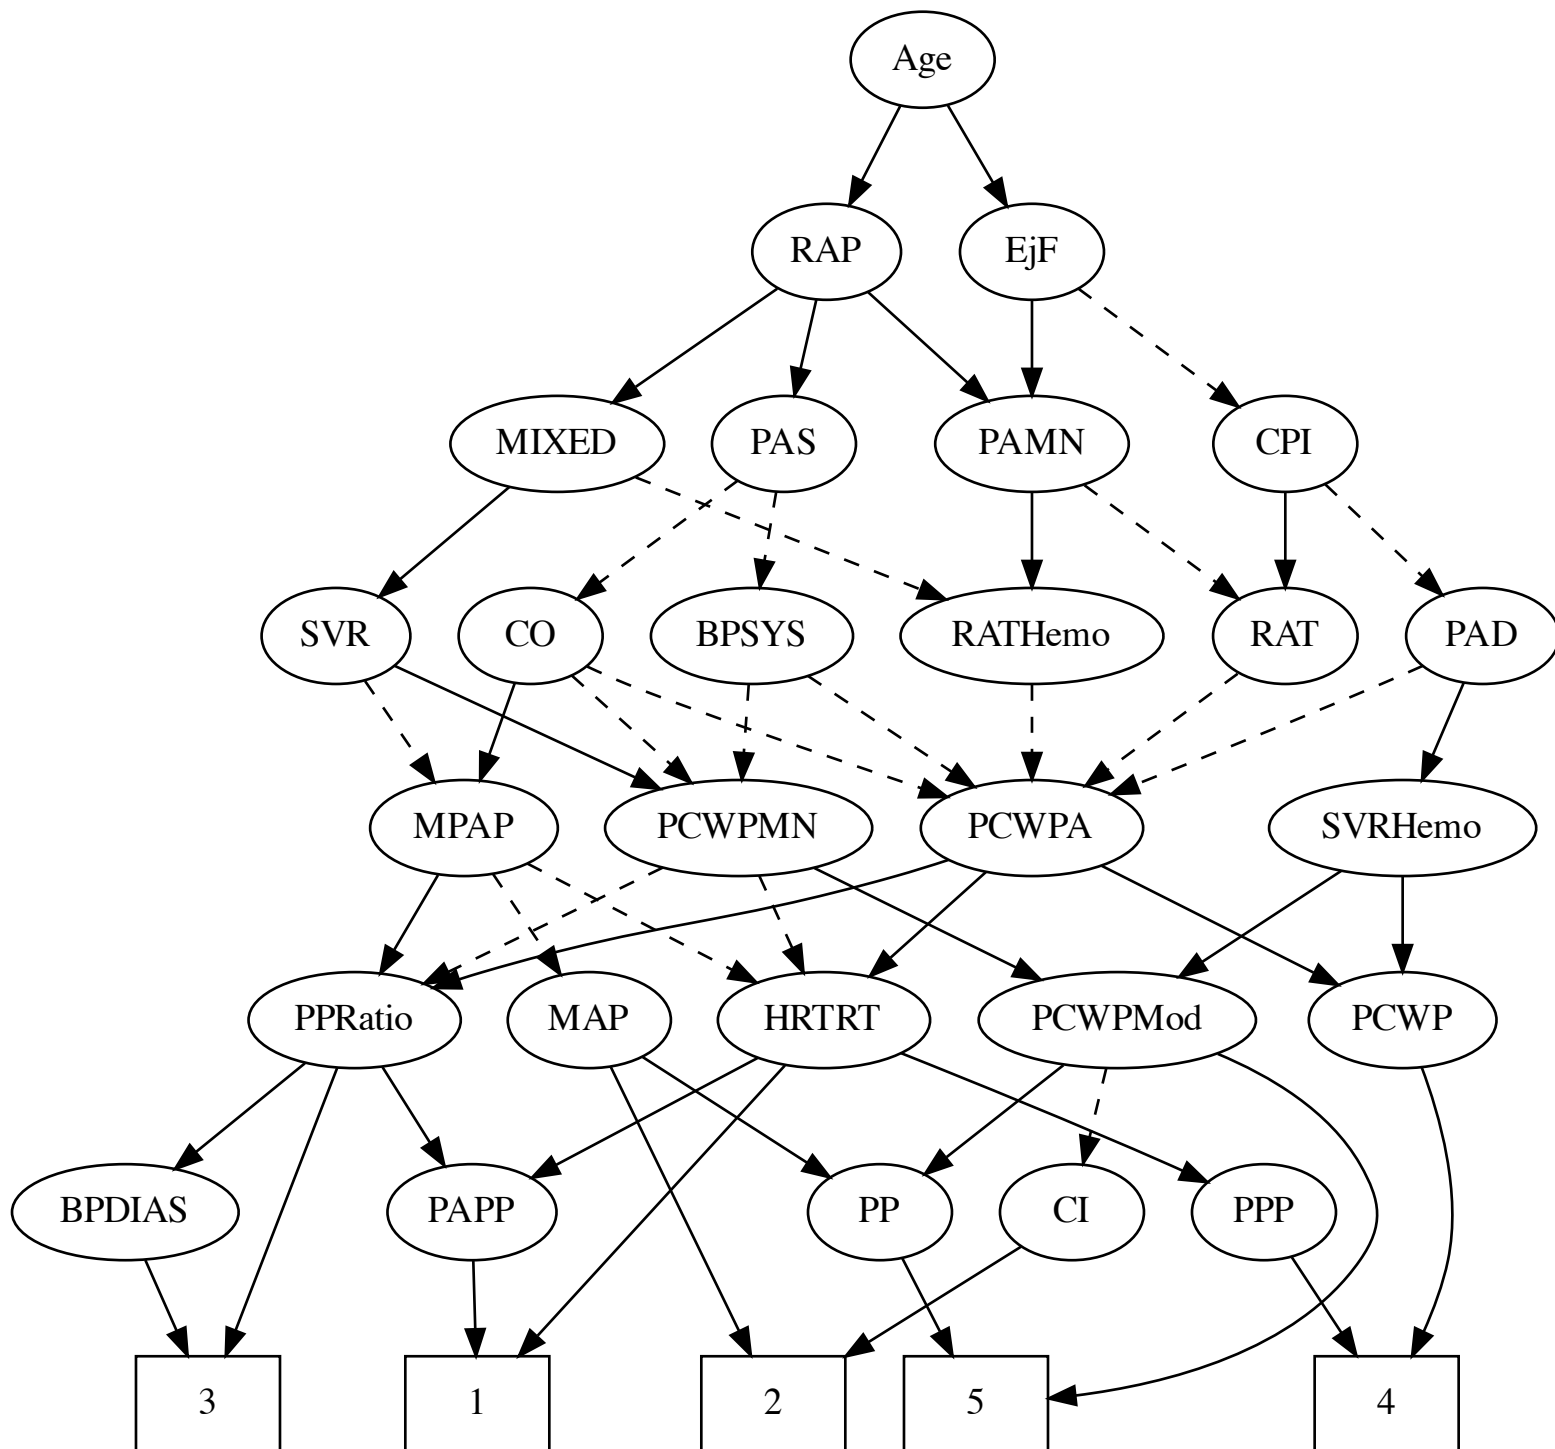 Age
RAP
EjF
MIXED
PAS
PAMN
CPI
SVR
CO
BPSYS
RATHemo
RAT
PAD
MPAP
PCWPMN
PCWPA
SVRHemo
PPRatio
MAP
HRTRT
PCWPMod
PCWP
BPDIAS
PAPP
PP
CI
PPP
3
1
2
5
4